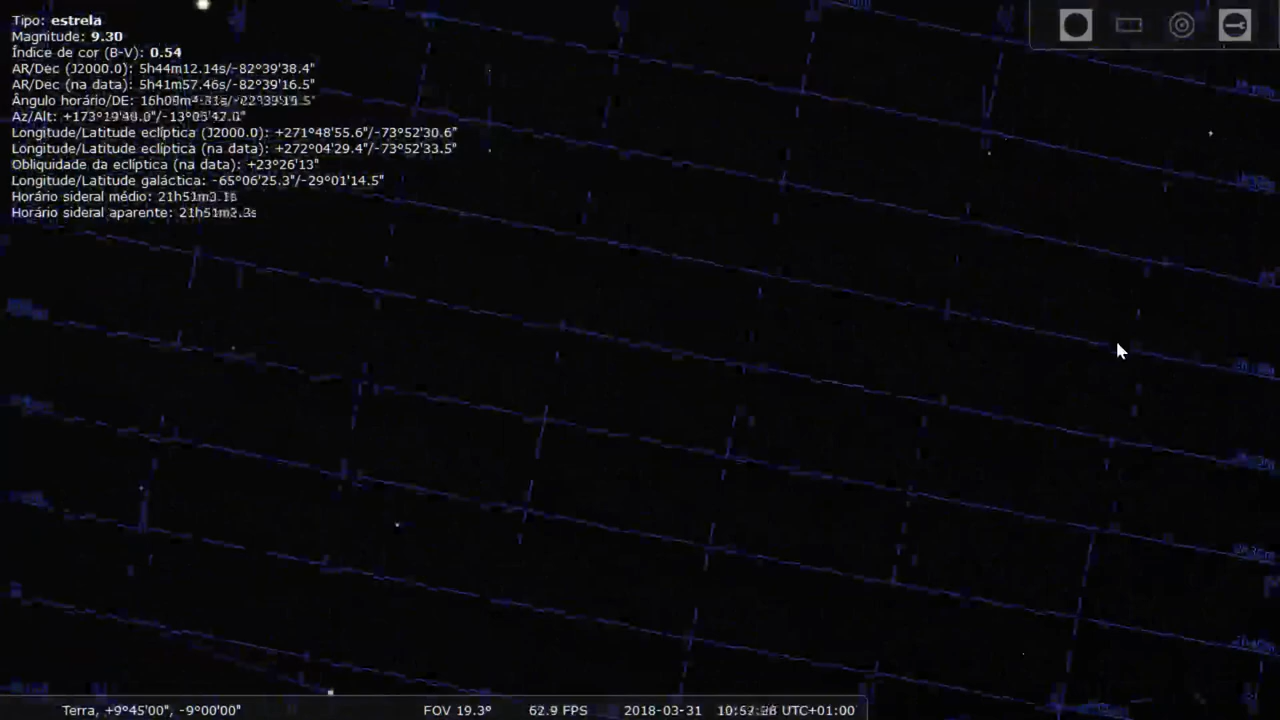 Tipo: estrela
Magnitude: 9.30
Índice de cor (B-V): 0.54
AR/Dec (J2000.0): 5h44m12.14s/-82°39'38.4"
AR/Dec (na data): 5h41m57.46s/-82°39'16.5"
Ângulo horário/DE:
Az/Alt:
Longitude/Latitude eclíptica (J2000.0): +271°48'55.6"/-73°52'30.6"
Longitude/Latitude eclíptica (na data): +272°04'29.4"/-73°52'33.5"
Obliquidade da eclíptica (na data): +23°26'13"
Longitude/Latitude galáctica: -65°06'25.3"/-29°01'14.5"
Horário sideral médio:
Horário sideral aparente:
Terra, +9°45'00", -9°00'00" FOV 19.3° 62.9 FPS 2018-03-31 UTC+01:00